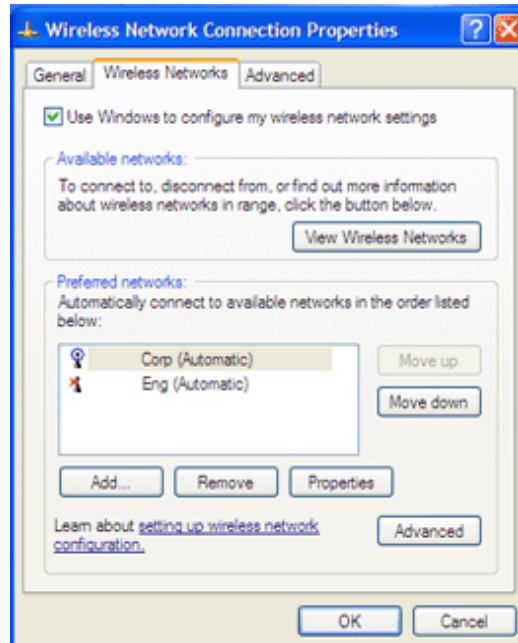 Wireless Network Connection Properties
General Wireless Networks Advanced
Use Windows to configure my wireless network settings
Available networks:
To connect to, disconnect from, or find out more information
about wireless networks in range, click the button below.
View Wireless Networks
Preferred networks:
Automatically connect to available networks in the order listed
below:
Corp (Automatic)
Move up
Eng (Automatic)
Move down
Add... Remove Properties
Learn about setting up wireless network
configuration.
Advanced
OK Cancel